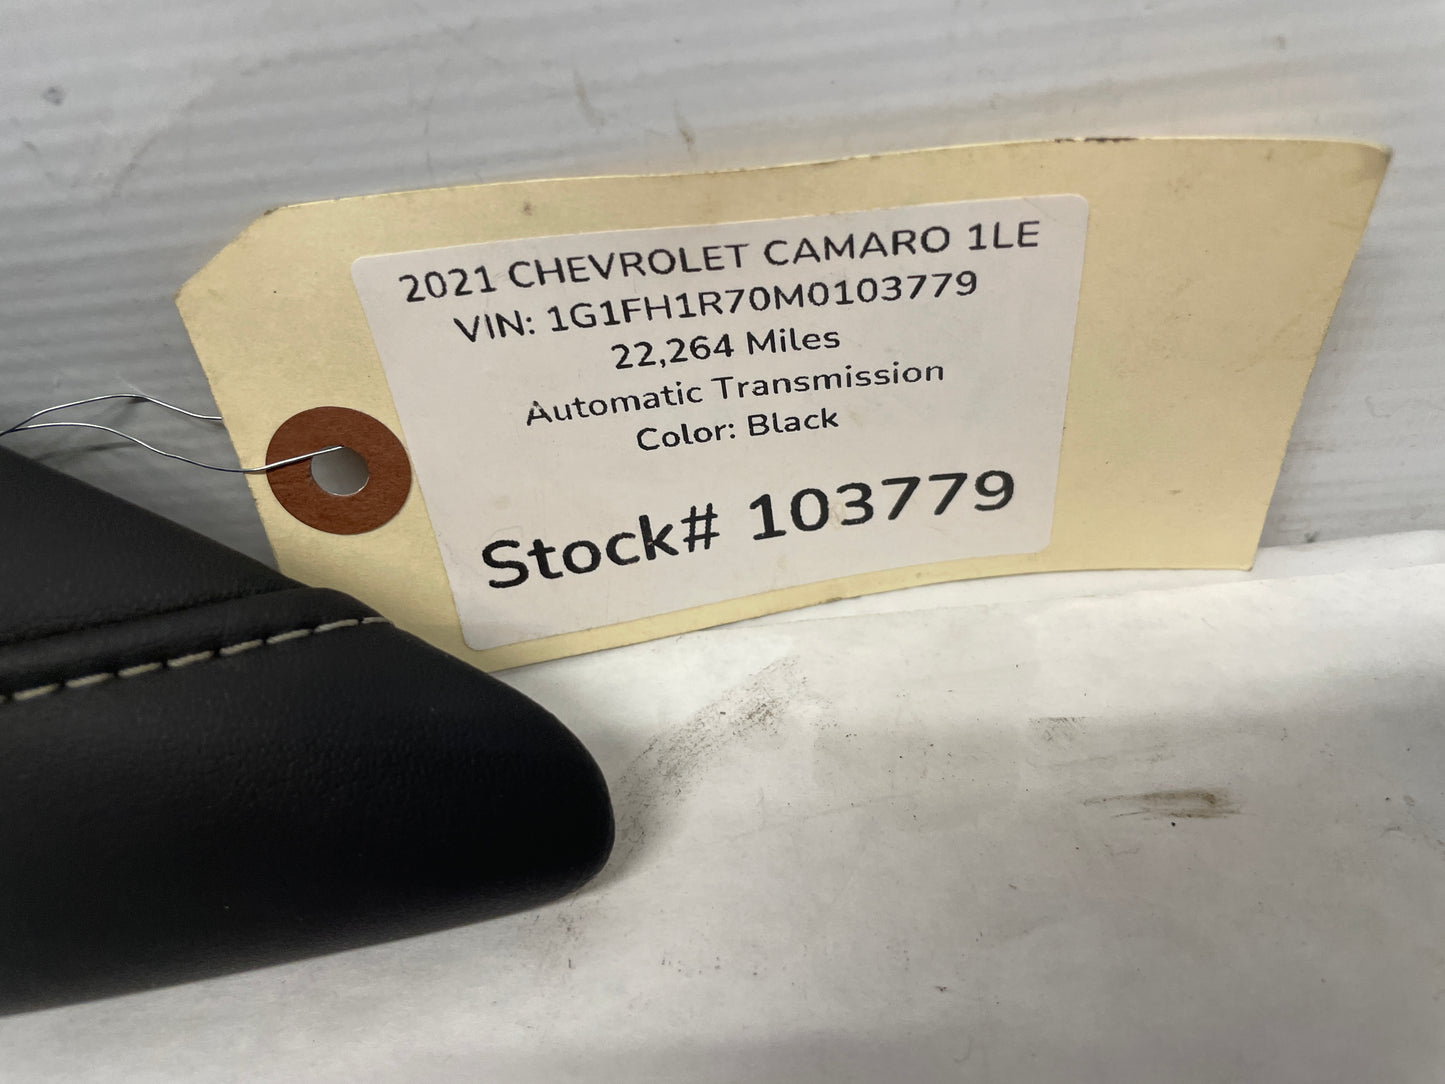 2021 CHEVROLET CAMARO 1LE
VIN: 1G1FH1R70M0103779
22,264 Miles
Automatic Transmission
Color: Black
Stock# 103779